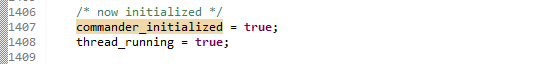 1406 /* now initialized */
1407 commander_initialized = true;
1408 thread_running = true;
1409